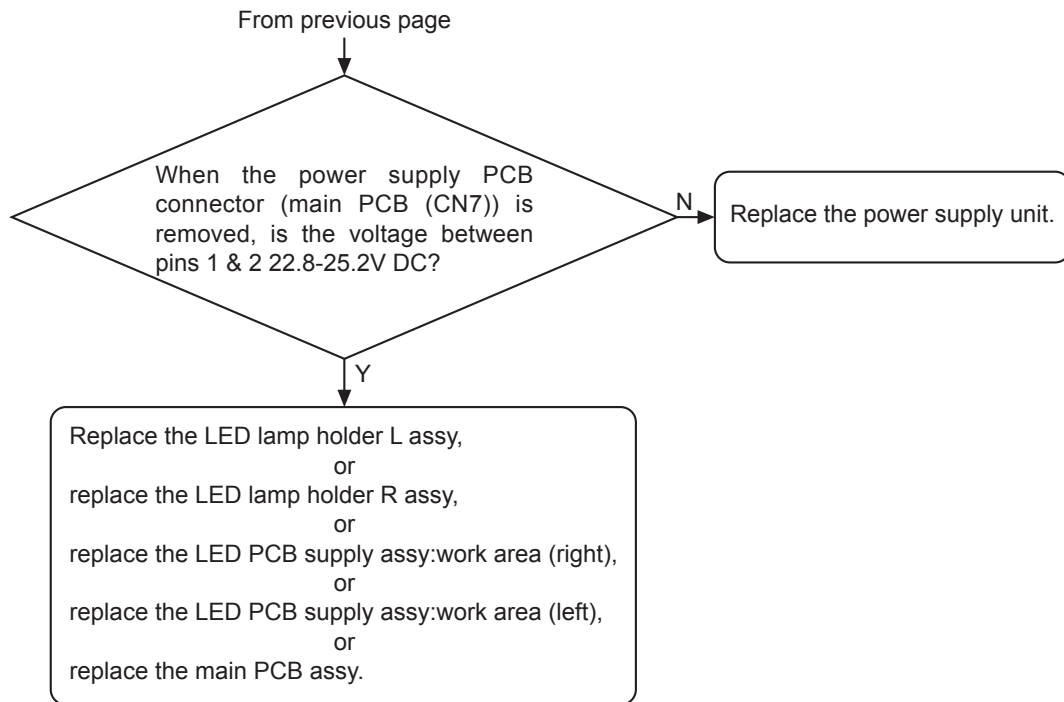 From previous page
When the power supply PCB
connector (main PCB (CN7)) is
removed, is the voltage between
pins 1 & 2 22.8-25.2V DC?
N
Replace the power supply unit.
Y
Replace the LED lamp holder L assy,
or
replace the LED lamp holder R assy,
or
replace the LED PCB supply assy:work area (right),
or
replace the LED PCB supply assy:work area (left),
or
replace the main PCB assy.